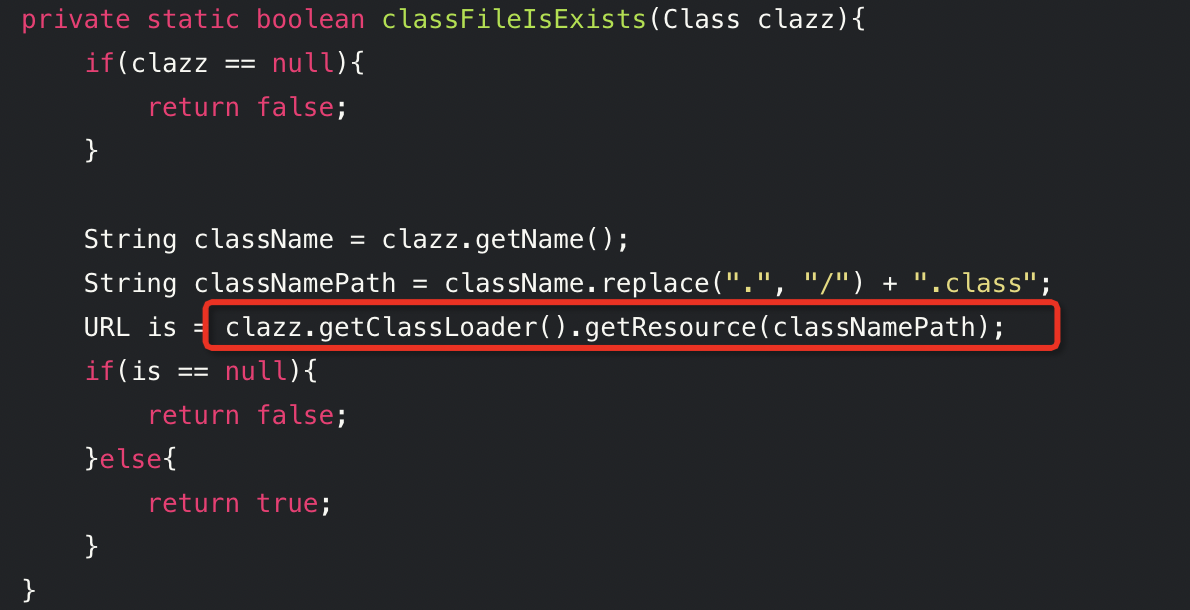 private static boolean classFileIsExists(Class clazz){
    if(clazz == null){
        return false;
    }

    String className = clazz.getName();
    String classNamePath = className.replace(".", "/") + ".class";
    URL is = clazz.getClassLoader().getResource(classNamePath);
    if(is == null){
        return false;
    }else{
        return true;
    }
}